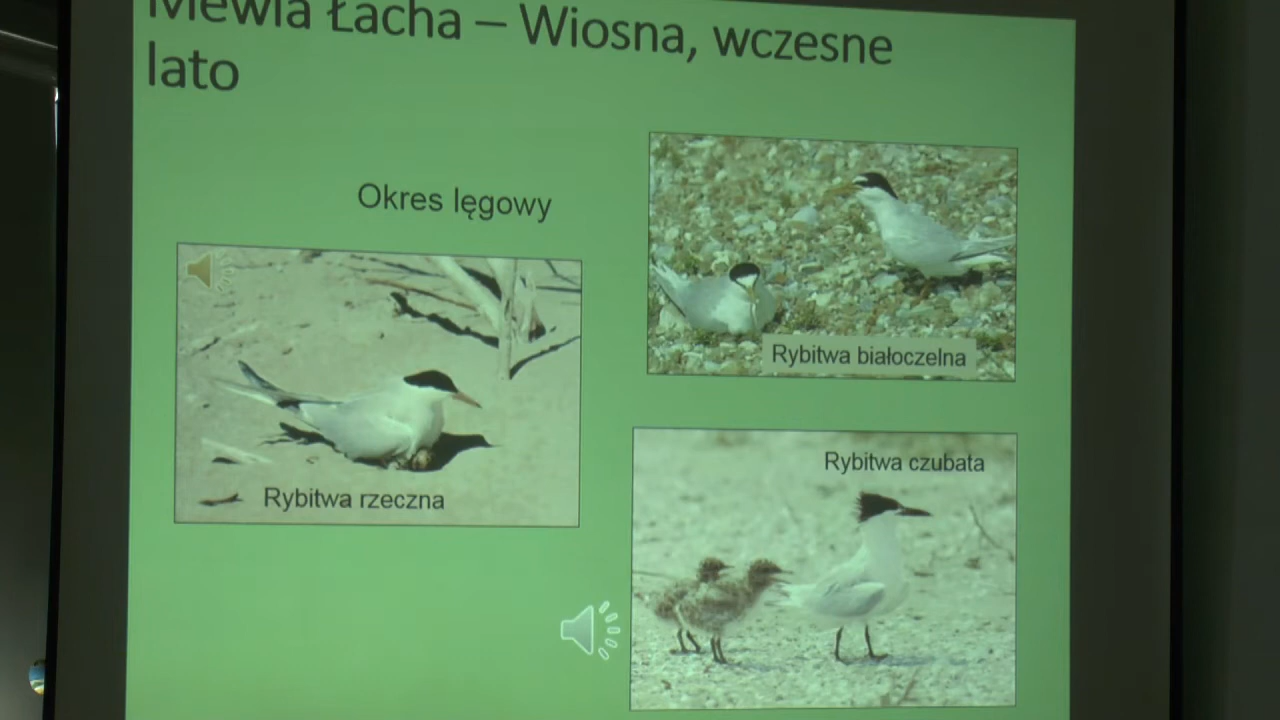 Mewia Łacha – Wiosna, wczesne
lato
Okres lęgowy
Rybitwa białoczelna
Rybitwa czubata
Rybitwa rzeczna